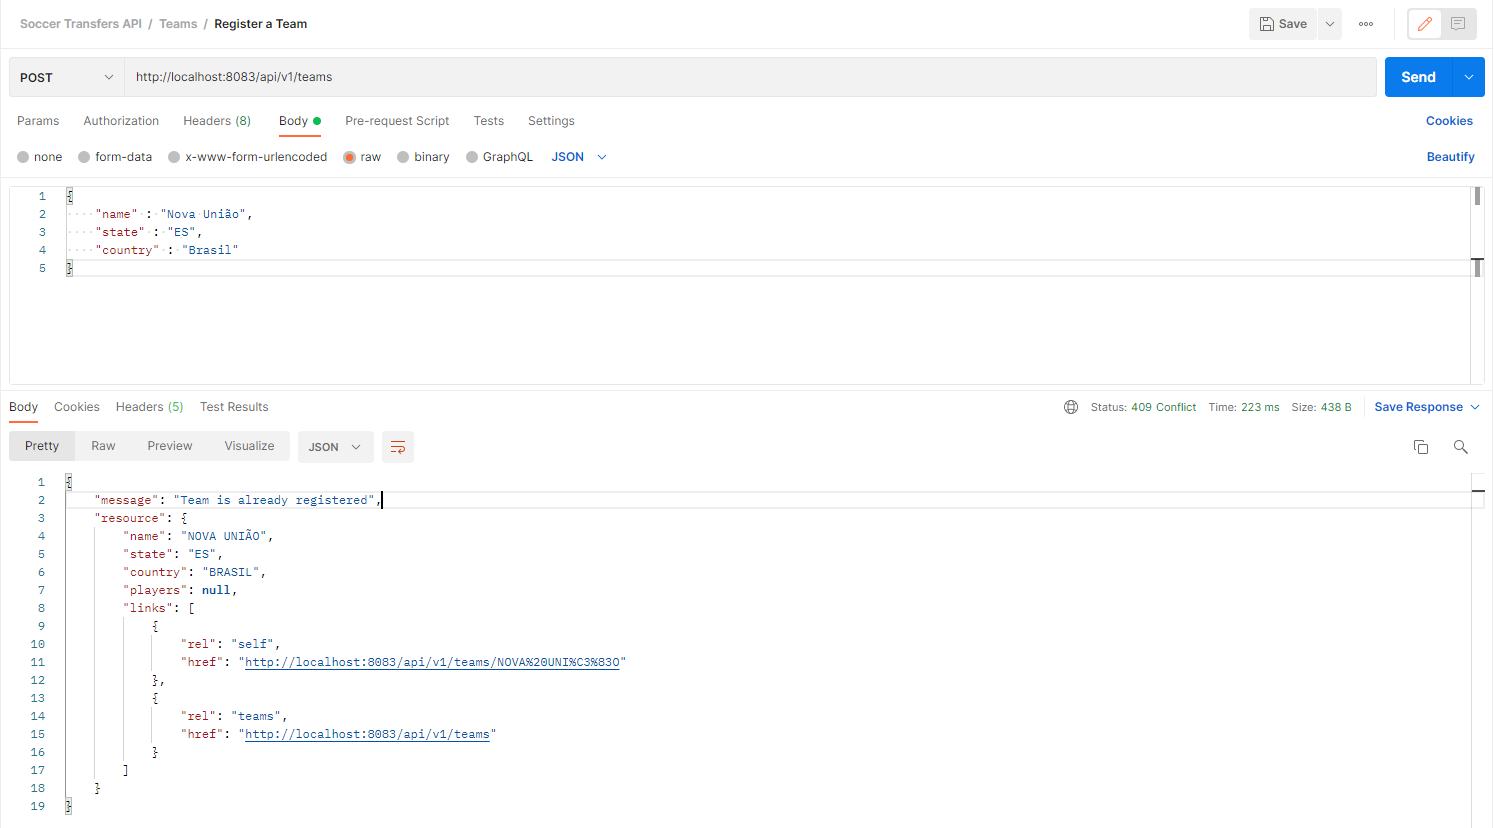 Soccer Transfers API / Teams / Register a Team
Save
POST
http://localhost:8083/api/v1/teams
Send
Params Authorization Headers (8) Body Pre-request Script Tests Settings
Cookies
none form-data x-www-form-urlencoded raw binary GraphQL JSON
Beautify
1 {
2 "name" : "Nova União",
3 "state" : "ES",
4 "country" : "Brasil"
5 }
Body Cookies Headers (5) Test Results
Status: 409 Conflict Time: 223 ms Size: 438 B
Save Response
Pretty Raw Preview Visualize JSON
1 {
2 "message": "Team is already registered",
3 "resource": {
4 "name": "NOVA UNIÃO",
5 "state": "ES",
6 "country": "BRASIL",
7 "players": null,
8 "links": [
9 {
10 "rel": "self",
11 "href": "http://localhost:8083/api/v1/teams/NOVA%20UNI%C3%83O"
12 },
13 {
14 "rel": "teams",
15 "href": "http://localhost:8083/api/v1/teams"
16 }
17 ]
18 }
19 }